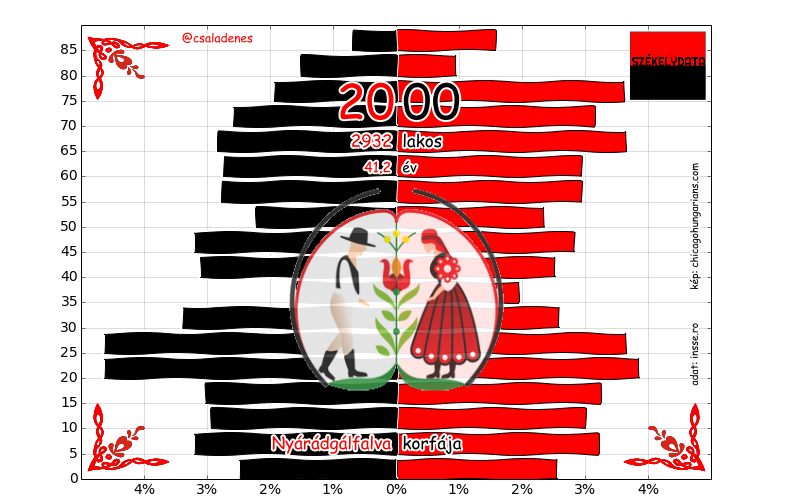 @csaladenes
SZÉKELYDATA
2000
2932 lakos
41,2 év
kép: chicagohungarians.com
adat: insse.ro
Nyárádgálfalva korfája
85
80
75
70
65
60
55
50
45
40
35
30
25
20
15
10
5
0
4% 3% 2% 1% 0% 1% 2% 3% 4%